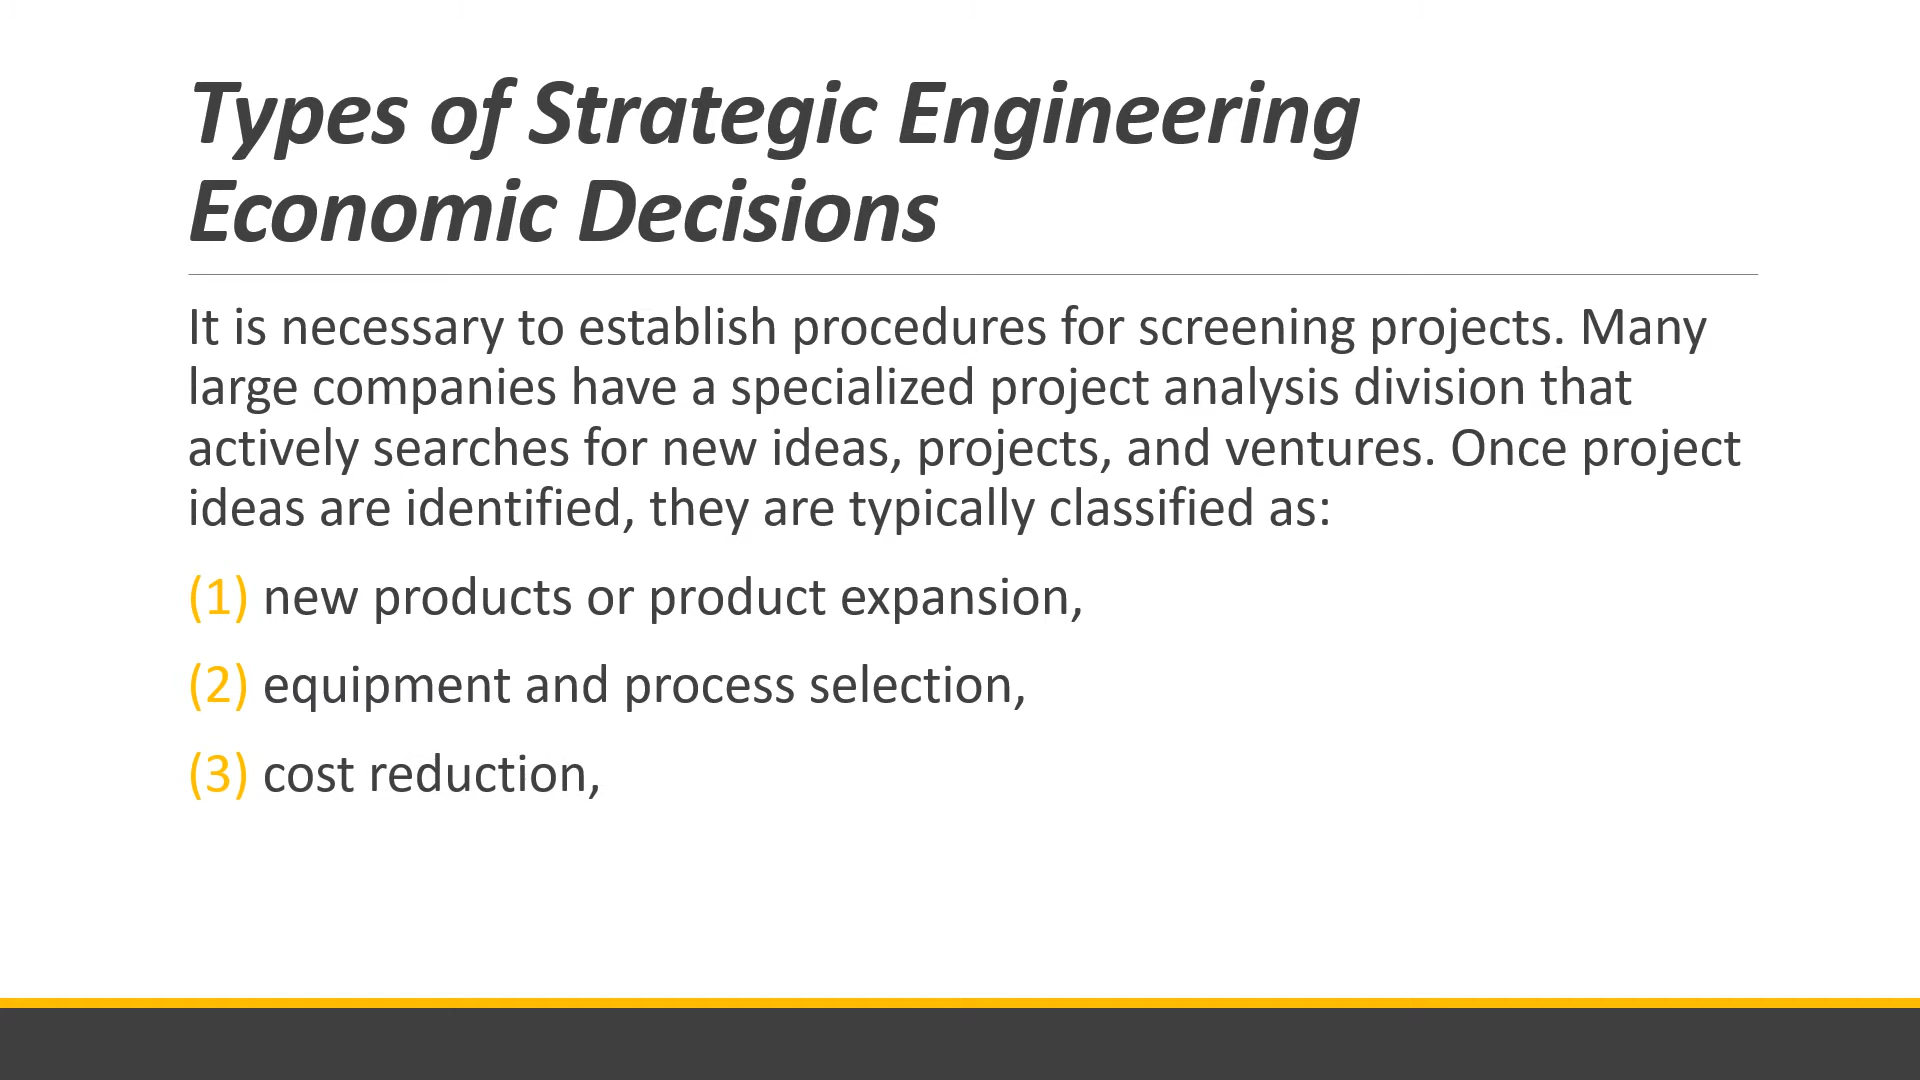 Types of Strategic Engineering
Economic Decisions
It is necessary to establish procedures for screening projects. Many
large companies have a specialized project analysis division that
actively searches for new ideas, projects, and ventures. Once project
ideas are identified, they are typically classified as:
(1) new products or product expansion,
(2) equipment and process selection,
(3) cost reduction,